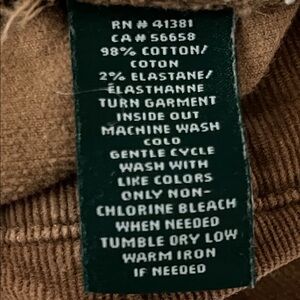 RN # 41381
CA # 56658
98% COTTON/
COTON
2% ELASTANE/
ÉLASTHANNE
TURN GARMENT
INSIDE OUT
MACHINE WASH
COLD
GENTLE CYCLE
WASH WITH
LIKE COLORS
ONLY NON-
CHLORINE BLEACH
WHEN NEEDED
TUMBLE DRY LOW
WARM IRON
IF NEEDED